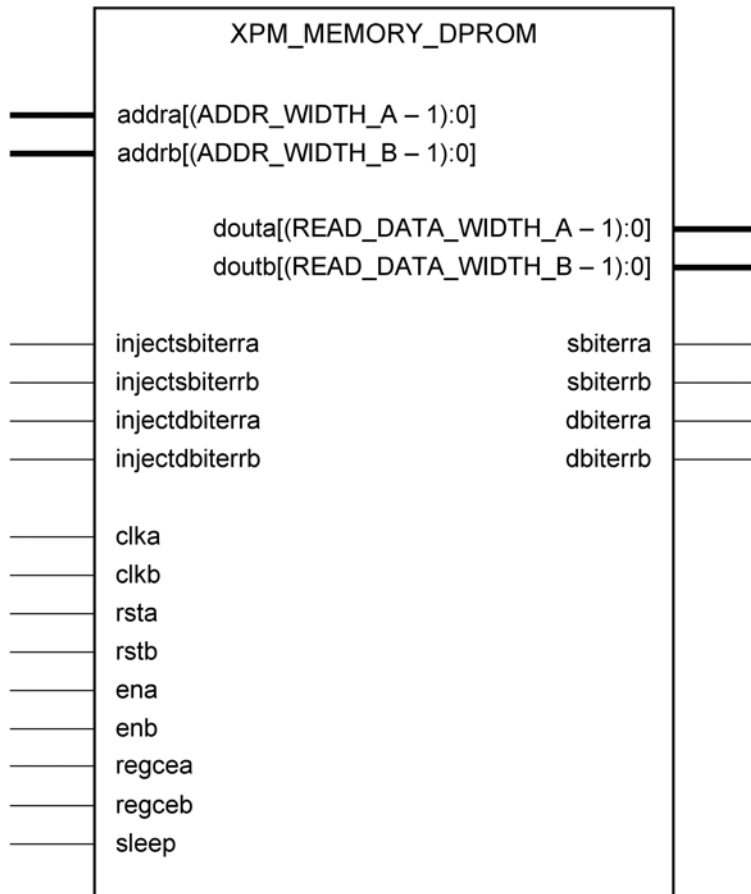 XPM_MEMORY_DPROM
addra[(ADDR_WIDTH_A – 1):0]
addrb[(ADDR_WIDTH_B – 1):0]
douta[(READ_DATA_WIDTH_A – 1):0]
doutb[(READ_DATA_WIDTH_B – 1):0]
injectsbiterra sbiterra
injectsbiterrb sbiterrb
injectdbiterra dbiterra
injectdbiterrb dbiterrb
clka
clkb
rsta
rstb
ena
enb
regcea
regceb
sleep